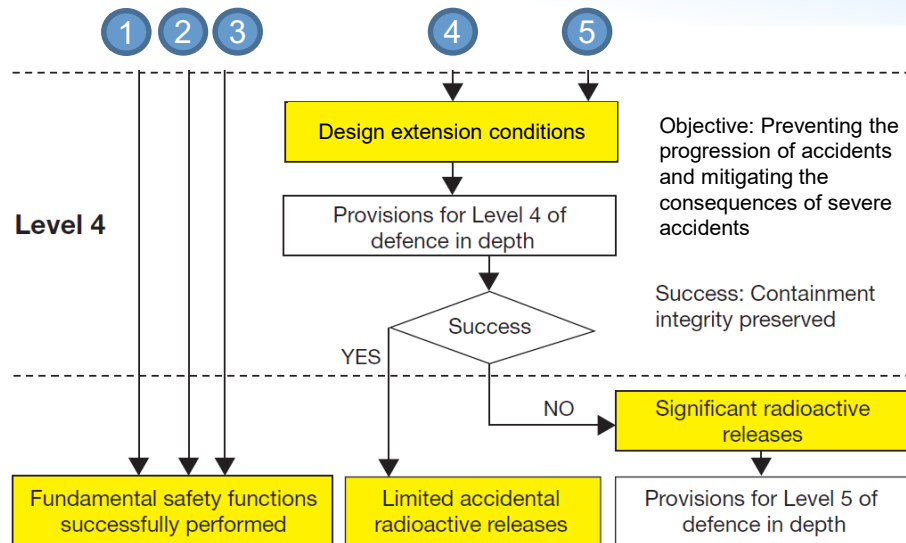 1
2
3
4
5
Design extension conditions
Objective: Preventing the
progression of accidents
and mitigating the
consequences of severe
accidents
Level 4
Provisions for Level 4 of
defence in depth
Success: Containment
integrity preserved
Success
YES
NO
Significant radioactive
releases
Fundamental safety functions
successfully performed
Limited accidental
radioactive releases
Provisions for Level 5 of
defence in depth